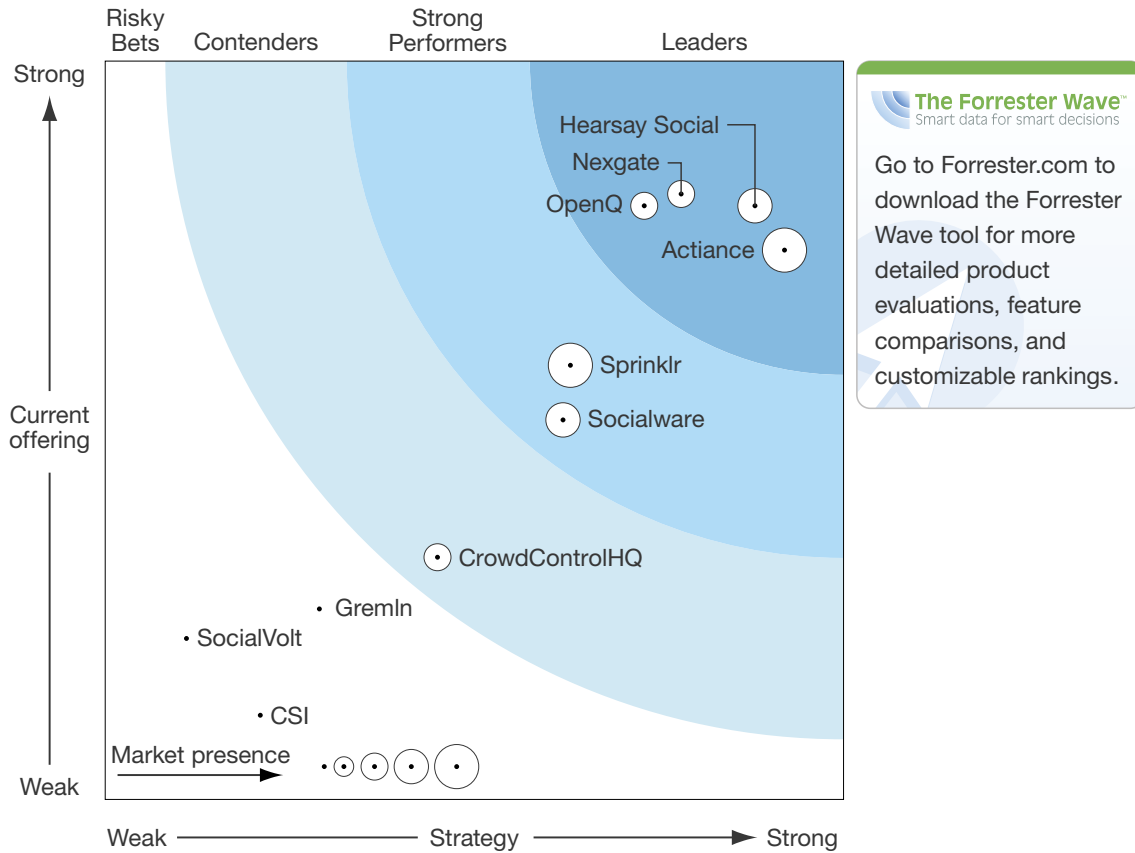 Risky
Bets
Contenders
Strong
Performers
Leaders
Strong
Current
offering
Weak
Hearsay Social
Nexgate
OpenQ
Actiance
Sprinklr
Socialware
CrowdControlHQ
Gremln
SocialVolt
CSI
Market presence
Weak
Strategy
Strong
The Forrester Wave™
Smart data for smart decisions
Go to Forrester.com to
download the Forrester
Wave tool for more
detailed product
evaluations, feature
comparisons, and
customizable rankings.